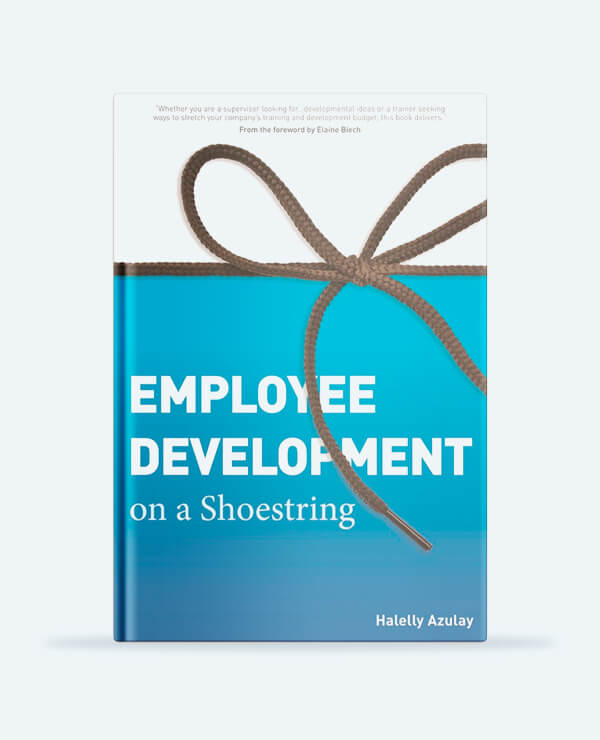 "Whether you are a supervisor looking for developmental ideas or a trainer seeking
ways to stretch your company's training and development budget, this book delivers."
From the foreword by Elaine Biech
EMPLOYEE
DEVELOPMENT
on a Shoestring
Halelly Azulay